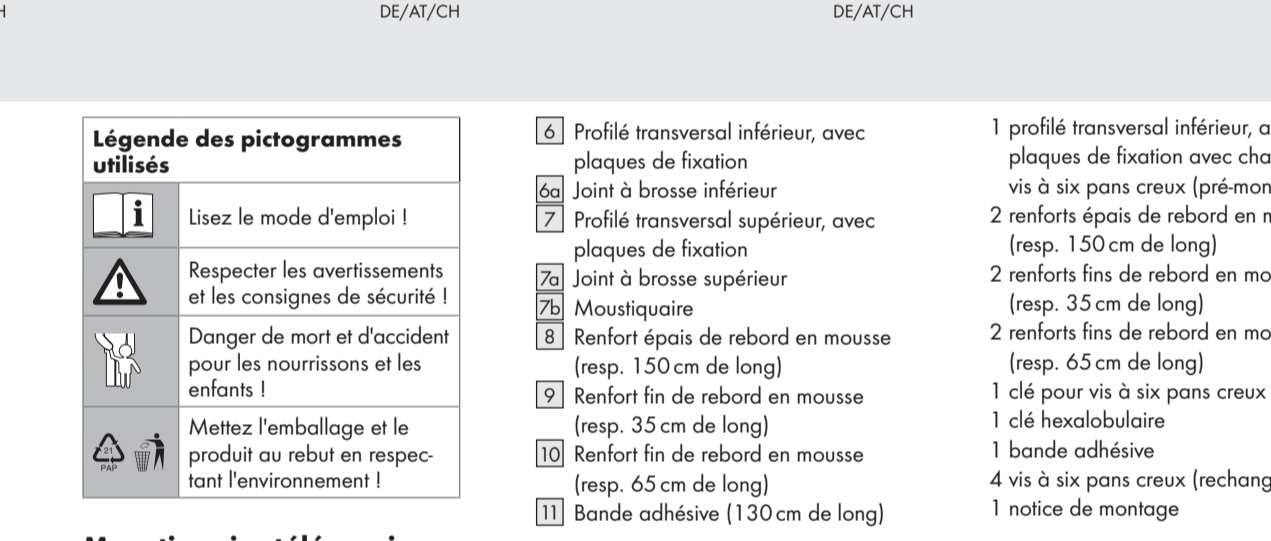 DE/AT/CH
DE/AT/CH
Légende des pictogrammes
utilisés
i
Lisez le mode d'emploi !
Respecter les avertissements
et les consignes de sécurité !
Danger de mort et d'accident
pour les nourrissons et les
enfants !
21
PAP
Mettez l'emballage et le
produit au rebut en respec-
tant l'environnement !
6 Profilé transversal inférieur, avec
plaques de fixation
6a Joint à brosse inférieur
7 Profilé transversal supérieur, avec
plaques de fixation
7a Joint à brosse supérieur
7b Moustiquaire
8 Renfort épais de rebord en mousse
(resp. 150 cm de long)
9 Renfort fin de rebord en mousse
(resp. 35 cm de long)
10 Renfort fin de rebord en mousse
(resp. 65 cm de long)
11 Bande adhésive (130 cm de long)
1 profilé transversal inférieur,
plaques de fixation avec
vis à six pans creux
2 renforts épais de rebord en
(resp. 150 cm de long)
2 renforts fins de rebord en
(resp. 35 cm de long)
2 renforts fins de rebord en
(resp. 65 cm de long)
1 clé pour vis à six pans creux
1 clé hexalobulaire
1 bande adhésive
4 vis à six pans creux
1 notice de montage